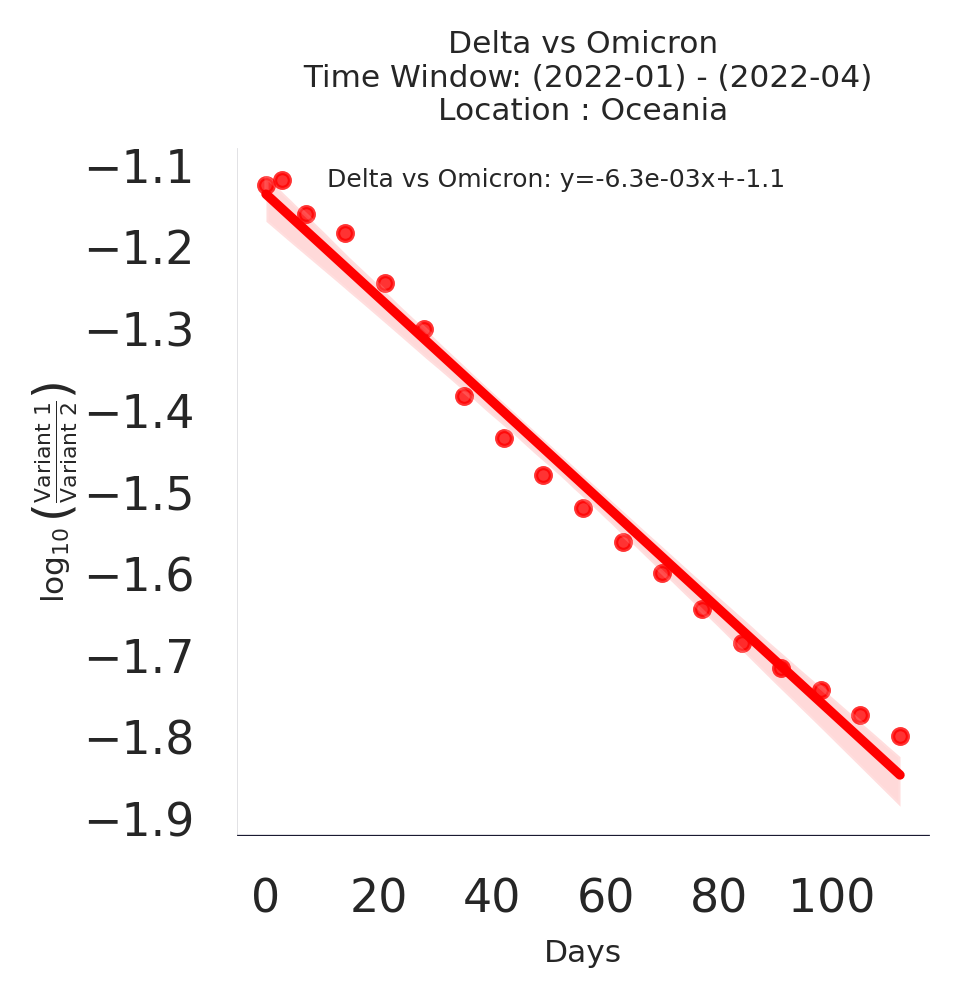 Delta vs Omicron
Time Window: (2022-01) - (2022-04)
Location : Oceania
Delta vs Omicron: y=-6.3e-03x+-1.1
−1.1
−1.2
−1.3
−1.4
−1.5
−1.6
−1.7
−1.8
−1.9
log10 (Variant 1 / Variant 2)
0 20 40 60 80 100
Days